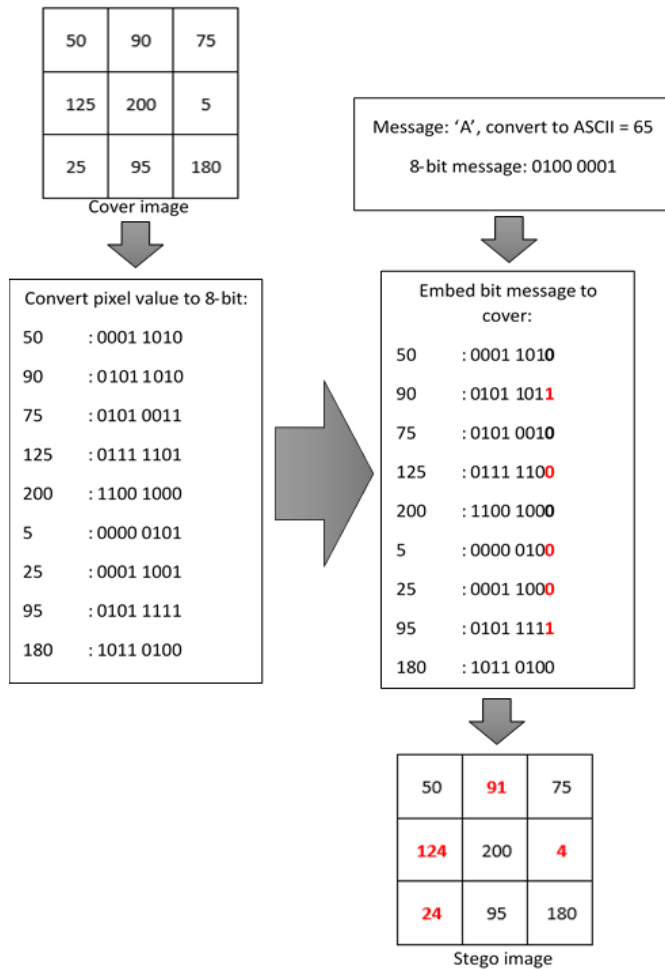 50 90 75
125 200 5
25 95 180
Cover image
Message: ‘A’, convert to ASCII = 65
8-bit message: 0100 0001
Convert pixel value to 8-bit:
50 : 0001 1010
90 : 0101 1010
75 : 0101 0011
125 : 0111 1101
200 : 1100 1000
5 : 0000 0101
25 : 0001 1001
95 : 0101 1111
180 : 1011 0100
Embed bit message to
cover:
50 : 0001 1010
90 : 0101 1011
75 : 0101 0010
125 : 0111 1100
200 : 1100 1000
5 : 0000 0100
25 : 0001 1000
95 : 0101 1111
180 : 1011 0100
50 91 75
124 200 4
24 95 180
Stego image